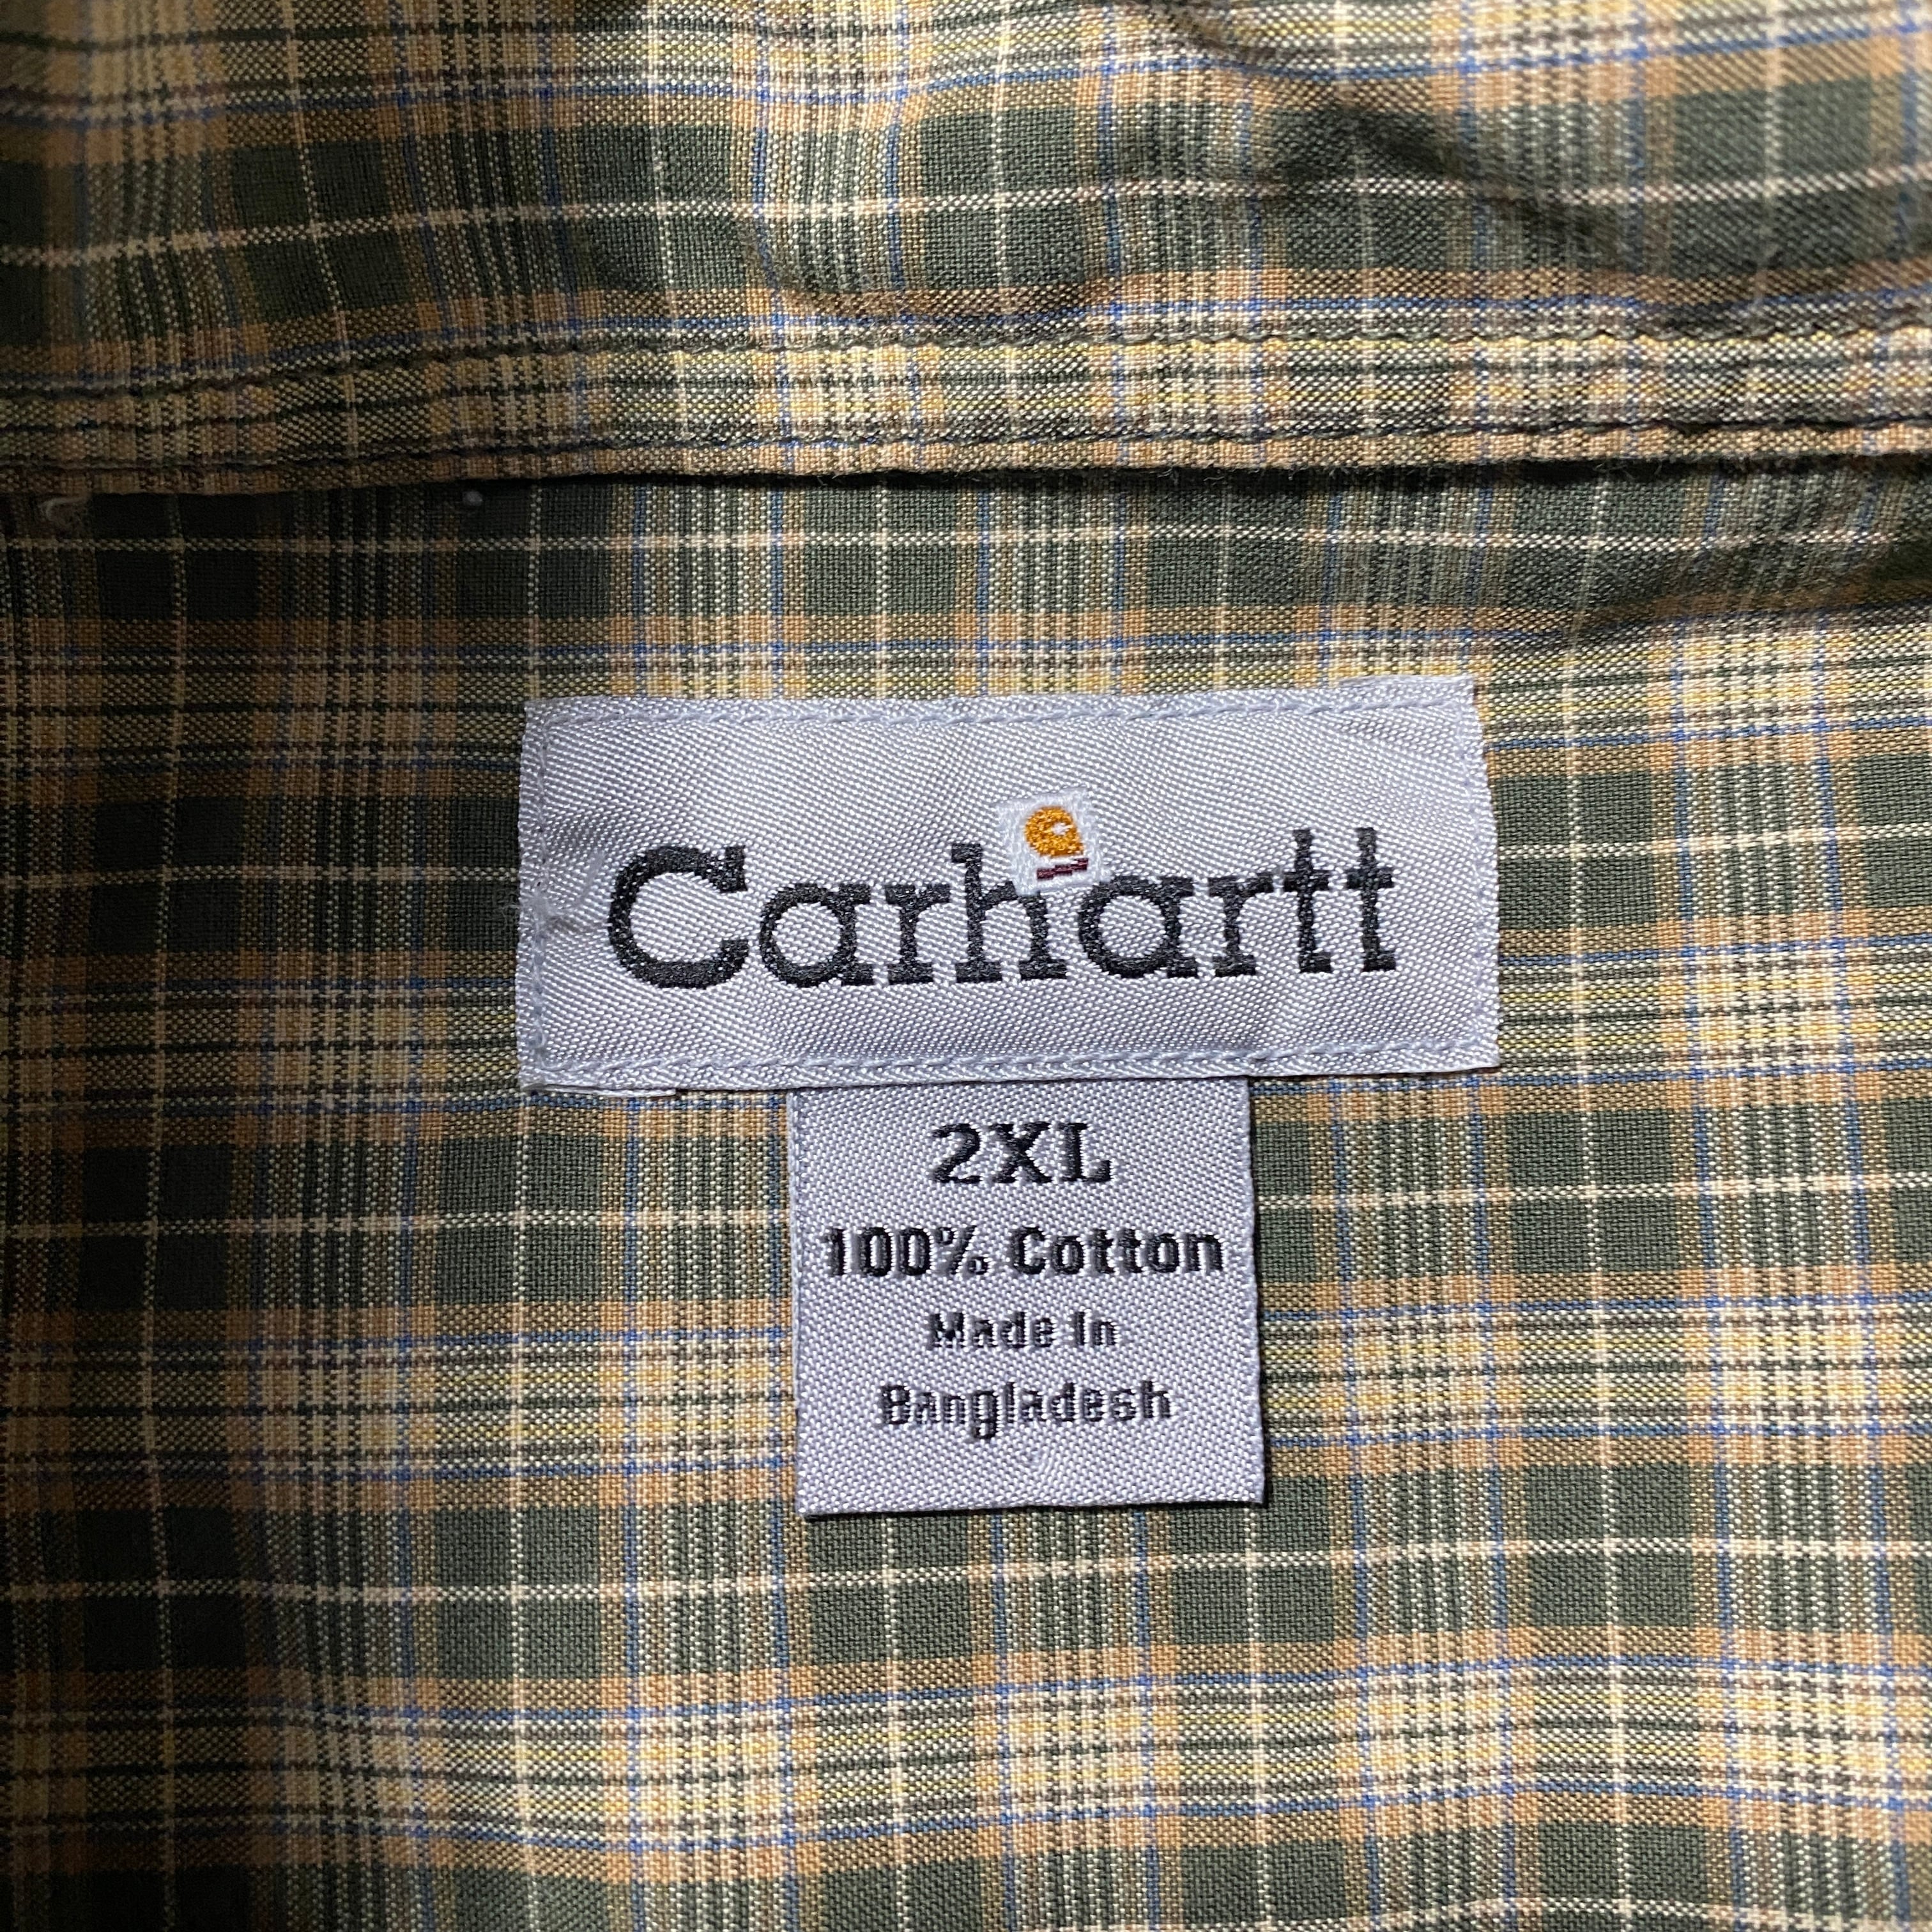 Carhartt
2XL
100% Cotton
Made In
Bangladesh